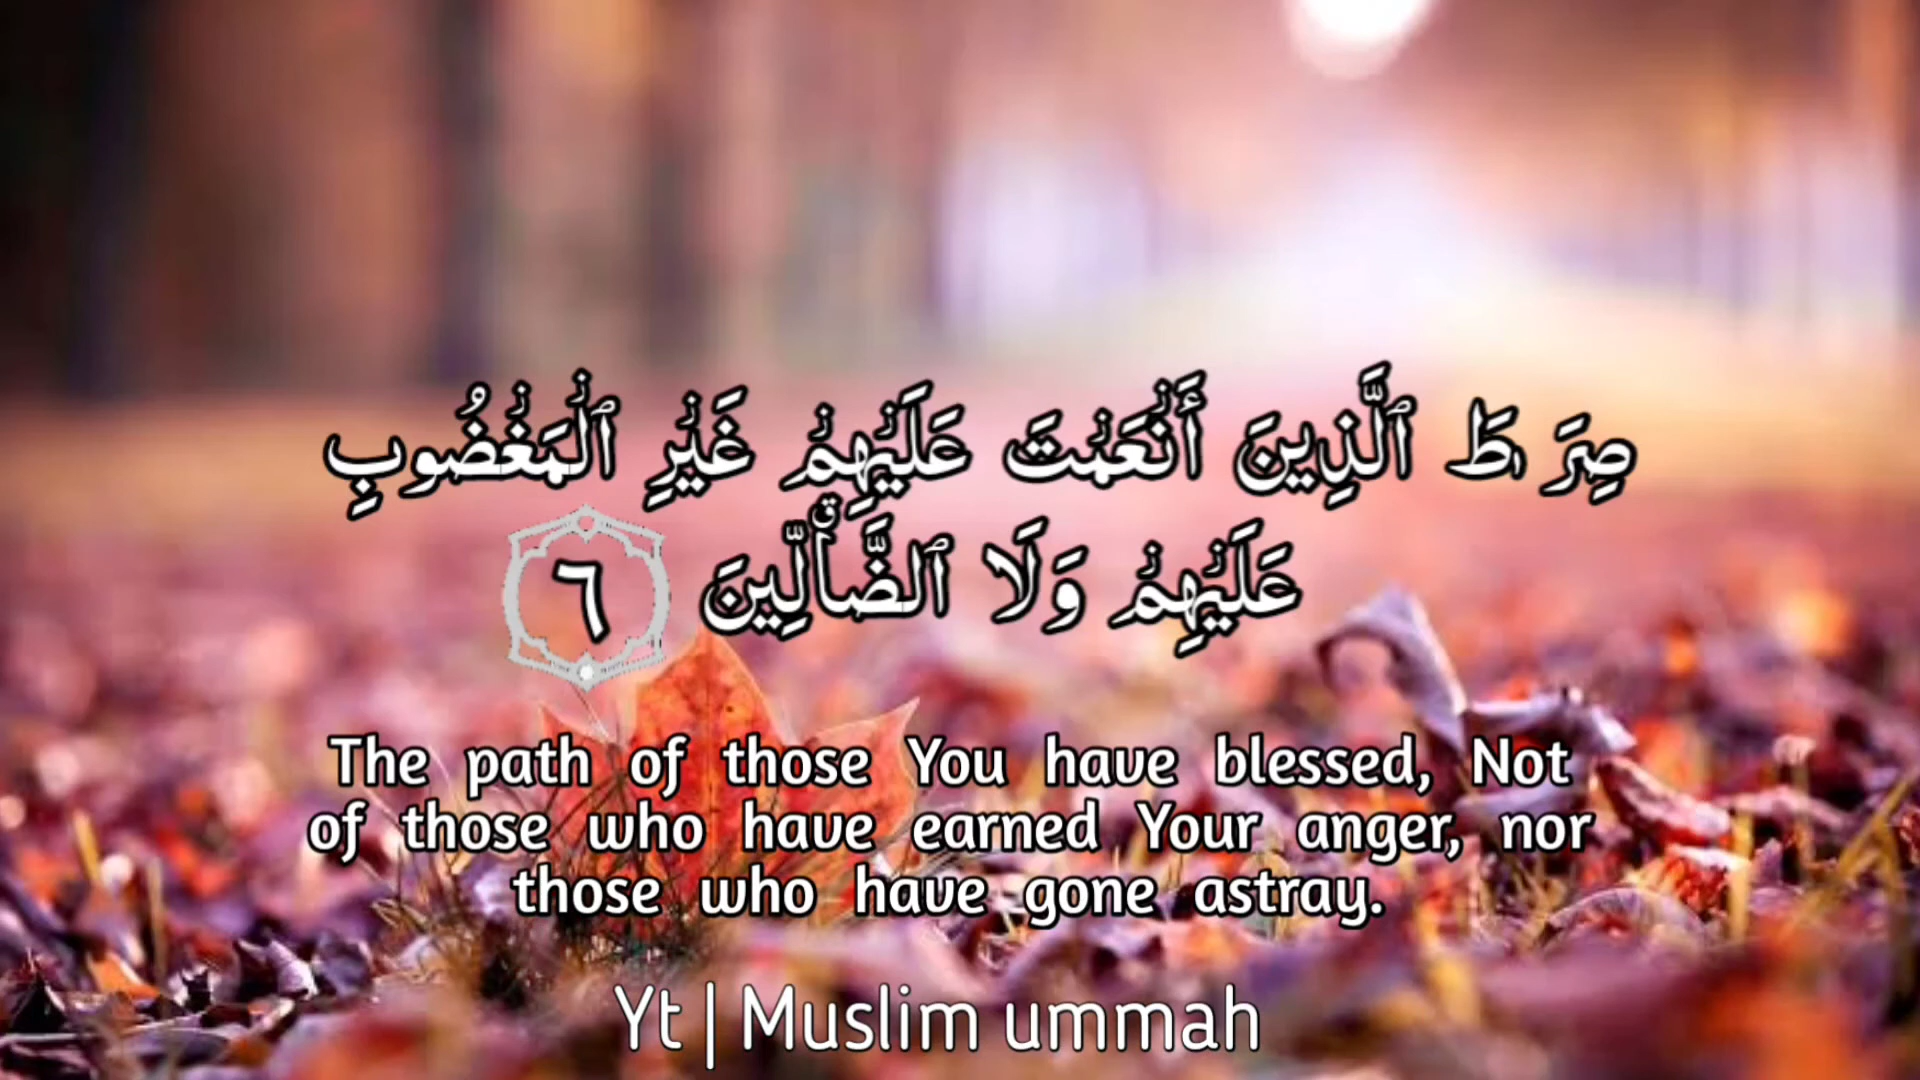 صِرَ ٰطَ ٱلَّذِينَ أَنۡعَمۡتَ عَلَيۡهِمۡ غَيۡرِ ٱلۡمَغۡضُوبِ
عَلَيۡهِمۡ وَلَا ٱلضَّاۤلِّينَ ٦
The path of those You have blessed, Not
of those who have earned Your anger, nor
those who have gone astray.
Yt | Muslim ummah